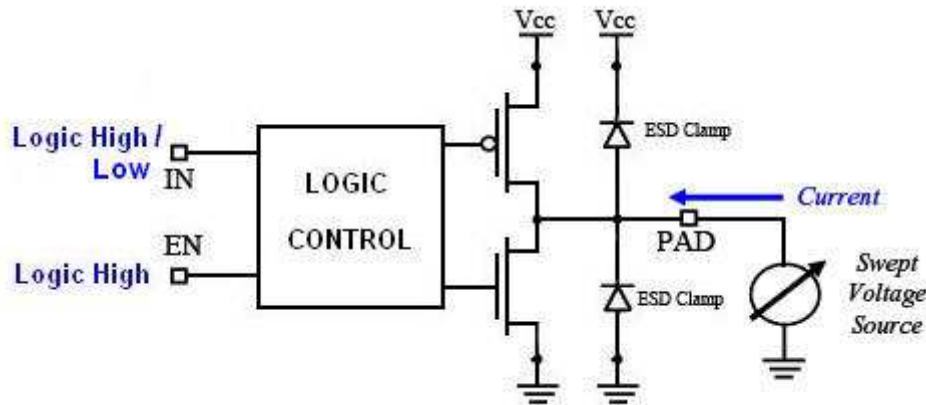 Vcc
Vcc
Logic High /
Low
IN
EN
Logic High
LOGIC
CONTROL
ESD Clamp
ESD Clamp
Current
PAD
Swept
Voltage
Source